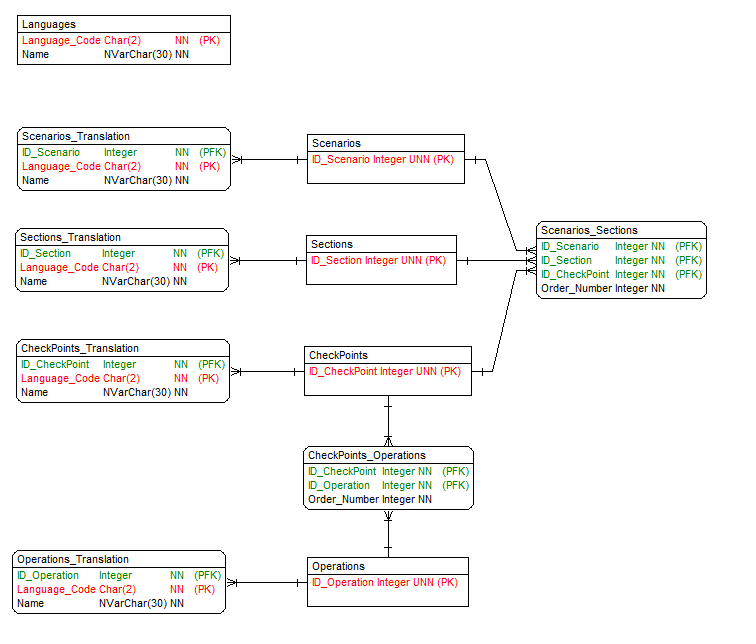 Languages
Language_Code Char(2) NN (PK)
Name NVarChar(30) NN
Scenarios_Translation
ID_Scenario Integer NN (PFK)
Language_Code Char(2) NN (PK)
Name NVarChar(30) NN
Scenarios
ID_Scenario Integer UNN (PK)
Scenarios_Sections
ID_Scenario Integer NN (PFK)
ID_Section Integer NN (PFK)
ID_CheckPoint Integer NN (PFK)
Order_Number Integer NN
Sections_Translation
ID_Section Integer NN (PFK)
Language_Code Char(2) NN (PK)
Name NVarChar(30) NN
Sections
ID_Section Integer UNN (PK)
CheckPoints_Translation
ID_CheckPoint Integer NN (PFK)
Language_Code Char(2) NN (PK)
Name NVarChar(30) NN
CheckPoints
ID_CheckPoint Integer UNN (PK)
CheckPoints_Operations
ID_CheckPoint Integer NN (PFK)
ID_Operation Integer NN (PFK)
Order_Number Integer NN
Operations_Translation
ID_Operation Integer NN (PFK)
Language_Code Char(2) NN (PK)
Name NVarChar(30) NN
Operations
ID_Operation Integer UNN (PK)